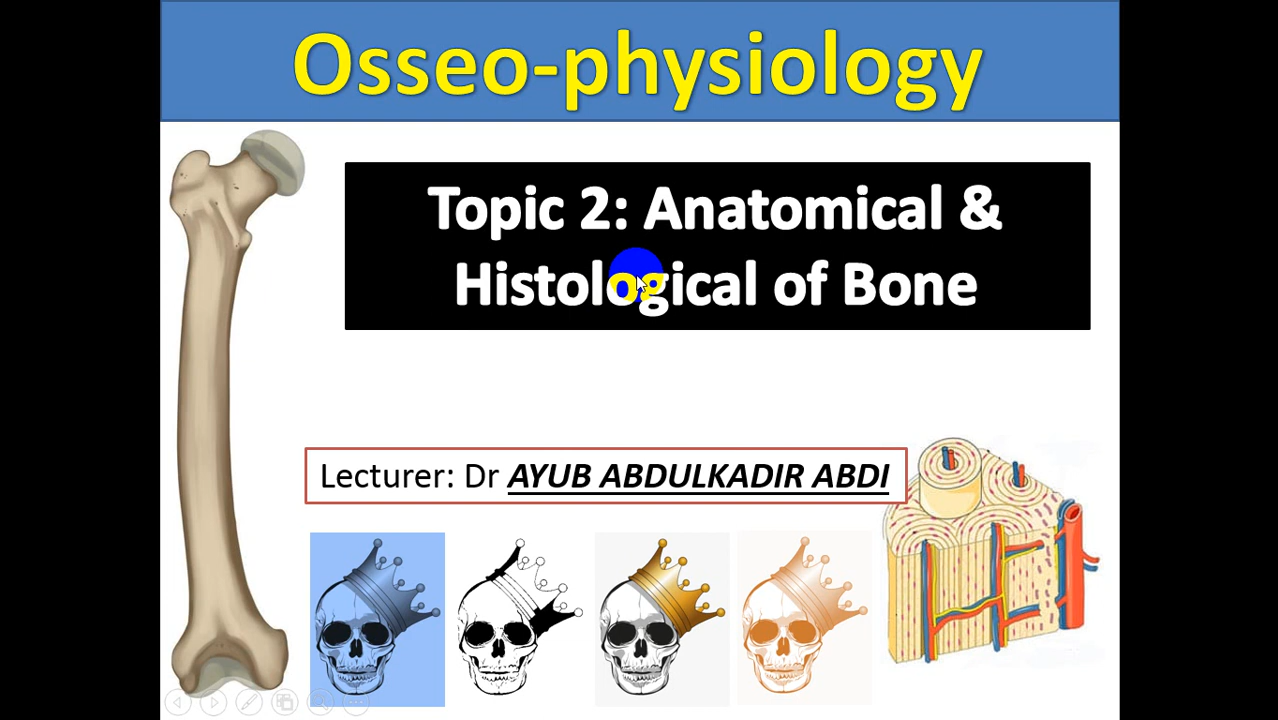 Osseo-physiology
Topic 2: Anatomical &
Histological of Bone
Lecturer: Dr AYUB ABDULKADIR ABDI